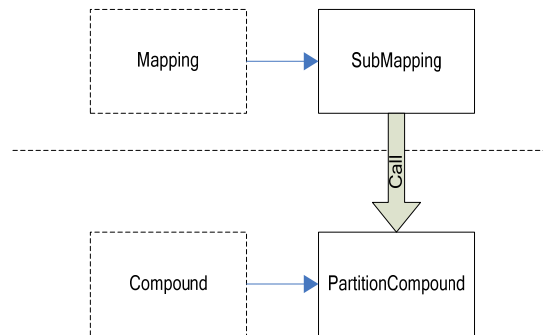 Mapping
SubMapping
Call
Compound
PartitionCompound